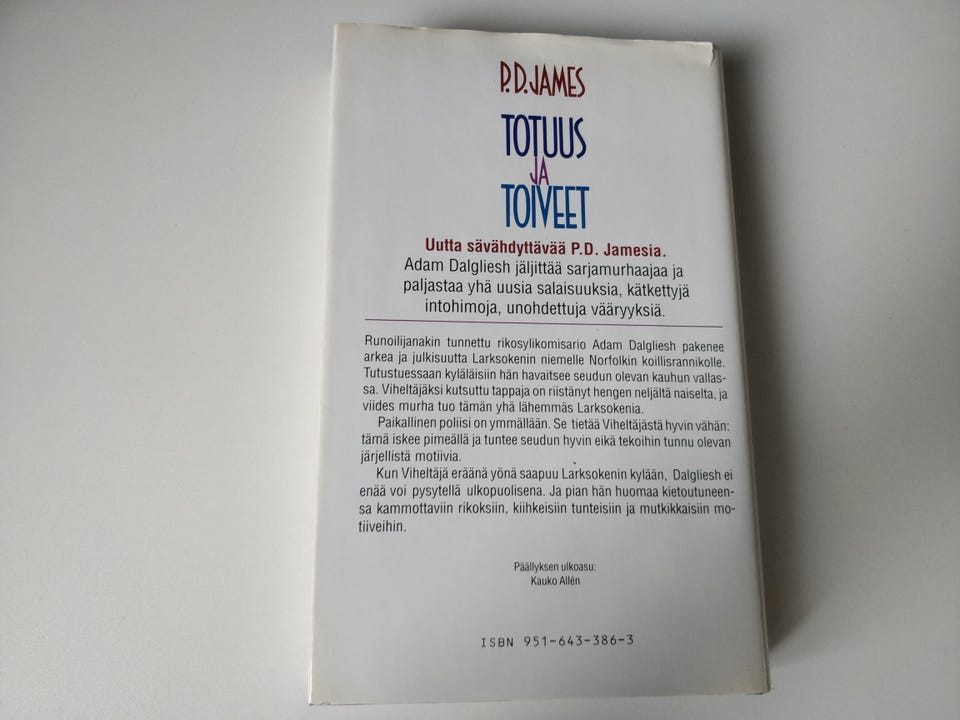 P.D.JAMES
TOTUUS
JA
TOIVEET
Uutta sävähdyttävää P.D. Jamesia.
Adam Dalgliesh jäljittää sarjamurhaajaa ja
paljastaa yhä uusia salaisuuksia, kätkettyjä
intohimoja, unohdettuja vääryyksiä.
Runoilijanakin tunnettu rikosylikomisario Adam Dalgliesh pakenee
arkea ja julkisuutta Larksokenin niemelle Norfolkin koillisrannikolle.
Tutustuessaan kyläläisiin hän havaitsee seudun olevan kauhun vallas-
sa. Viheltäjäksi kutsuttu tappaja on riistänyt hengen neljältä naiselta, ja
viides murha tuo tämän yhä lähemmäs Larksokenia.
Paikallinen poliisi on ymmällään. Se tietää Viheltäjästä hyvin vähän:
tämä iskee pimeällä ja tuntee seudun hyvin eikä tekoihin tunnu olevan
järjellistä motiivia.
Kun Viheltäjä eräänä yönä saapuu Larksokenin kylään, Dalgliesh ei
enää voi pysytellä ulkopuolisena. Ja pian hän huomaa kietoutuneen-
sa kammottaviin rikoksiin, kiihkeisiin tunteisiin ja mutkikkaisiin mo-
tiiveihin.
Päällyksen ulkoasu:
Kauko Allén
ISBN 951-643-386-3